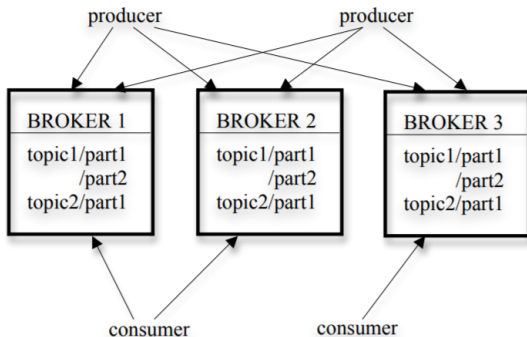 producer producer
BROKER 1 BROKER 2 BROKER 3
topic1/part1 topic1/part1 topic1/part1
/part2 /part2 /part2
topic2/part1 topic2/part1 topic2/part1
consumer consumer